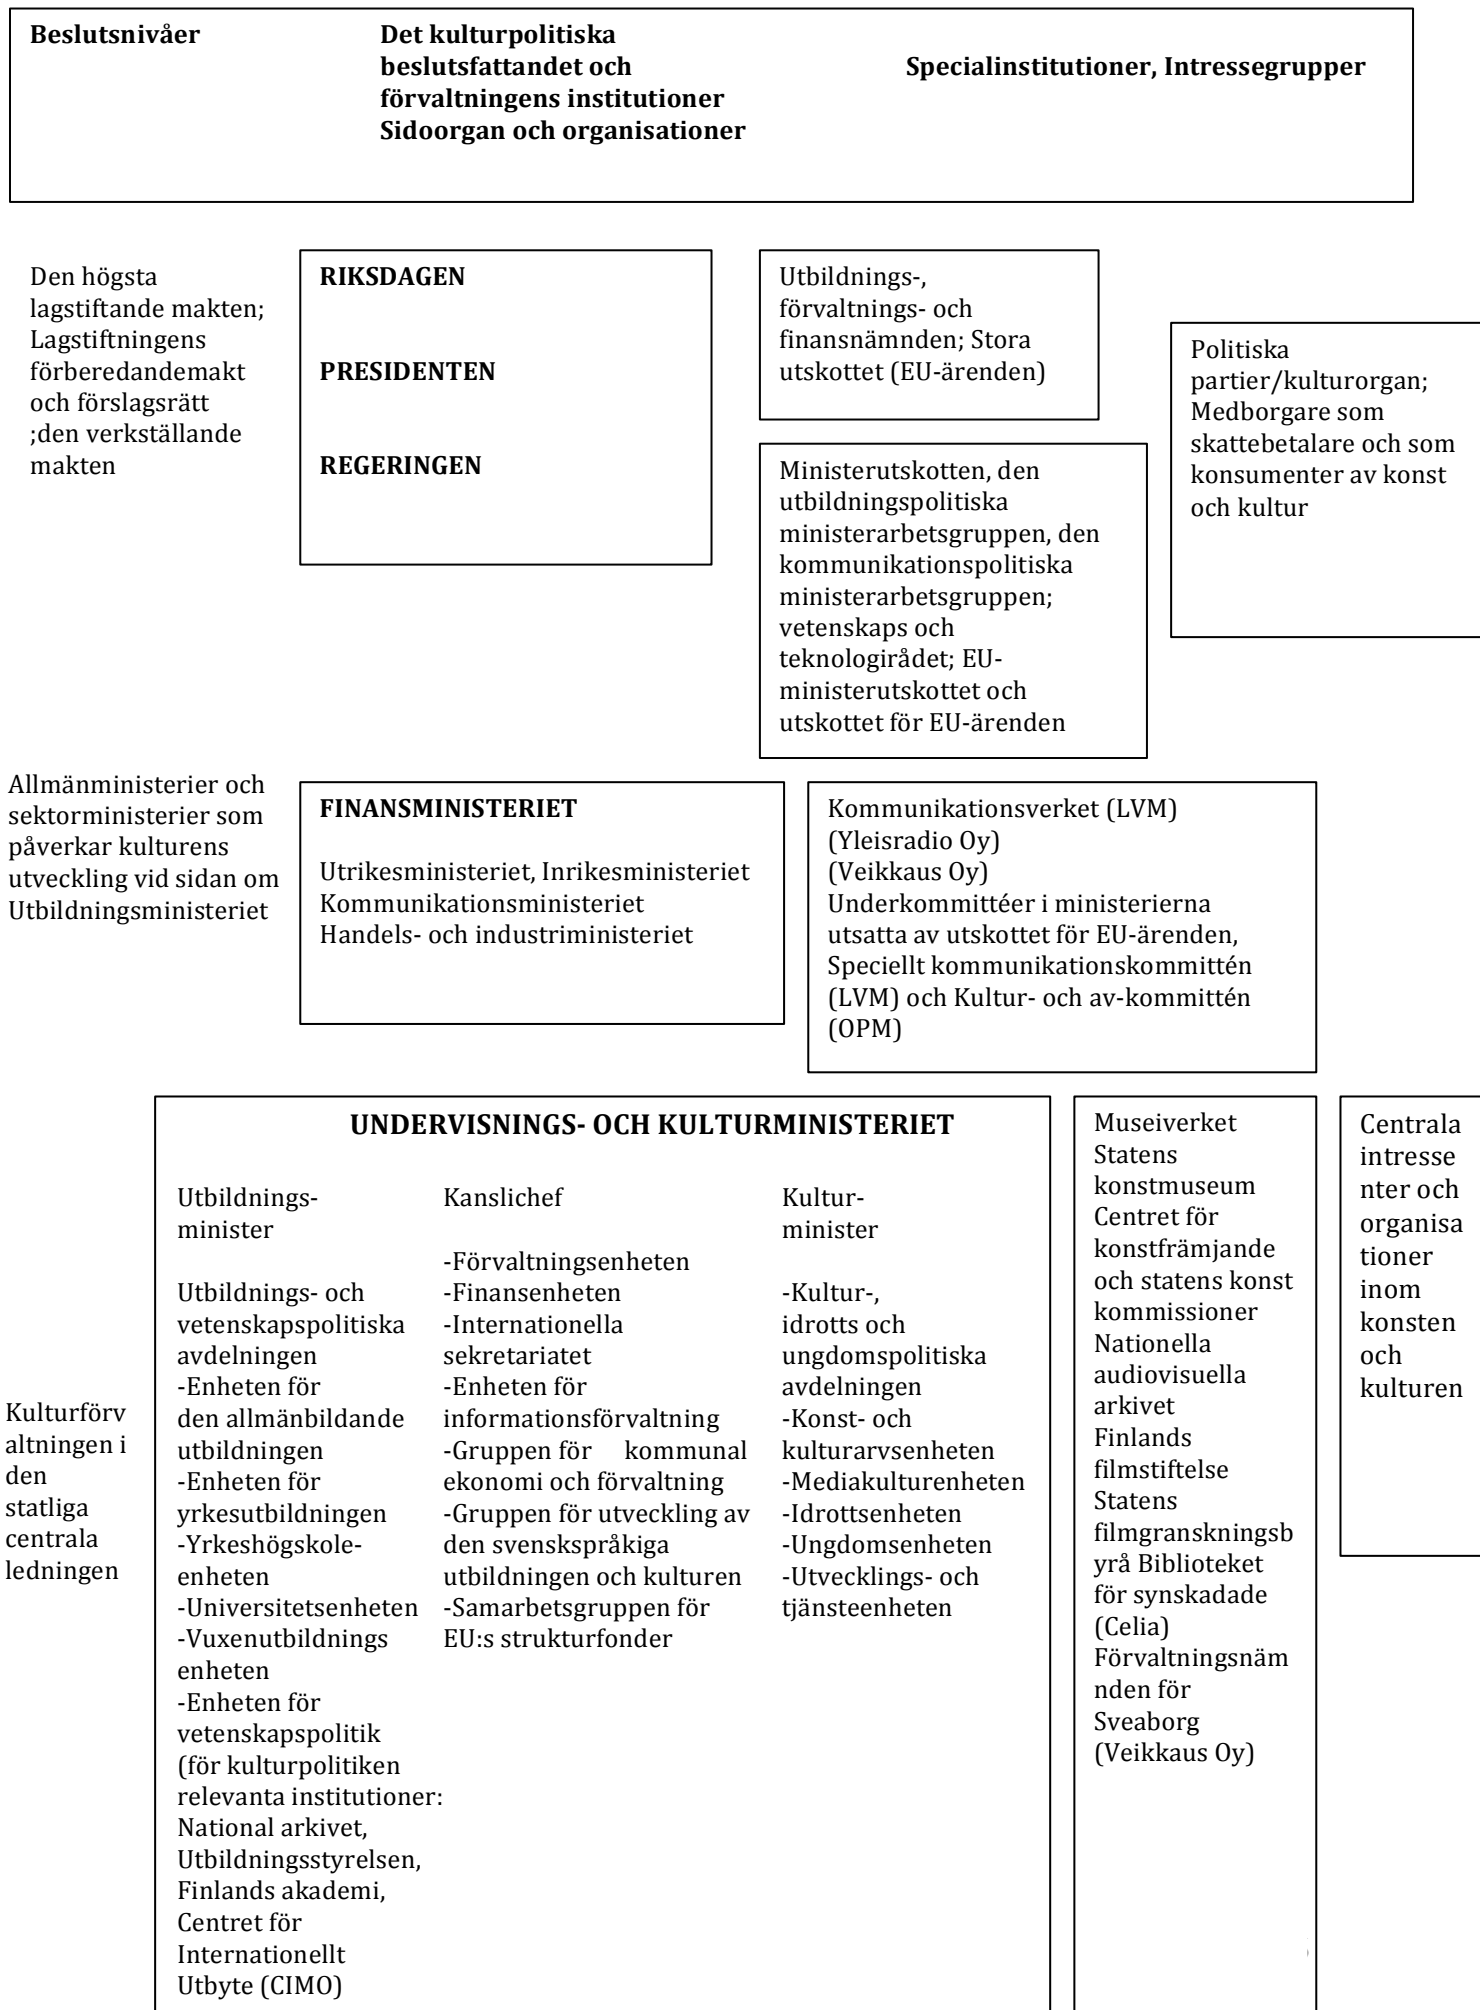 Beslutsnivåer
Det kulturpolitiska
beslutsfattandet och
förvaltningens institutioner
Sidoorgan och organisationer
Specialinstitutioner, Intressegrupper
Den högsta
lagstiftande makten;
Lagstiftningens
förberedandemakt
och förslagsrätt
;den verkställande
makten
RIKSDAGEN
PRESIDENTEN
REGERINGEN
Utbildnings-,
förvaltnings- och
finansnämnden; Stora
utskottet (EU-ärenden)
Ministerutskotten, den
utbildningspolitiska
ministerarbetsgruppen, den
kommunikationspolitiska
ministerarbetsgruppen;
vetenskaps och
teknologirådet; EU-
ministerutskottet och
utskottet för EU-ärenden
Politiska
partier/kulturorgan;
Medborgare som
skattebetalare och som
konsumenter av konst
och kultur
Allmänministerier och
sektorministerier som
påverkar kulturens
utveckling vid sidan om
Utbildningsministeriet
FINANSMINISTERIET
Utrikesministeriet, Inrikesministeriet
Kommunikationsministeriet
Handels- och industriministeriet
Kommunikationsverket (LVM)
(Yleisradio Oy)
(Veikkaus Oy)
Underkommittéer i ministerierna
utsatta av utskottet för EU-ärenden,
Speciellt kommunikationskommittén
(LVM) och Kultur- och av-kommittén
(OPM)
Kulturförv
altningen i
den
statliga
centrala
ledningen
UNDERVISNINGS- OCH KULTURMINISTERIET
Utbildnings-
minister
Utbildnings- och
vetenskapspolitiska
avdelningen
-Enheten för
den allmänbildande
utbildningen
-Enheten för
yrkesutbildningen
-Yrkeshögskole-
enheten
-Universitetsenheten
-Vuxenutbildnings
enheten
-Enheten för
vetenskapspolitik
(för kulturpolitiken
relevanta institutioner:
National arkivet,
Utbildningsstyrelsen,
Finlands akademi,
Centret för
Internationellt
Utbyte (CIMO)
Kanslichef
-Förvaltningsenheten
-Finansenheten
-Internationella
sekretariatet
-Enheten för
informationsförvaltning
-Gruppen för kommunal
ekonomi och förvaltning
-Gruppen för utveckling av
den svenskspråkiga
utbildningen och kulturen
-Samarbetsgruppen för
EU:s strukturfonder
Kultur-
minister
-Kultur-,
idrotts och
ungdomspolitiska
avdelningen
-Konst- och
kulturarvsenheten
-Mediakulturenheten
-Idrottsenheten
-Ungdomsenheten
-Utvecklings- och
tjänsteenheten
Museiverket
Statens
konstmuseum
Centret för
konstfrämjande
och statens konst
kommissioner
Nationella
audiovisuella
arkivet
Finlands
filmstiftelse
Statens
filmgranskningsb
yrå Biblioteket
för synskadade
(Celia)
Förvaltningsnäm
nden för
Sveaborg
(Veikkaus Oy)
Centrala
intresse
nter och
organisa
tioner
inom
konsten
och
kulturen